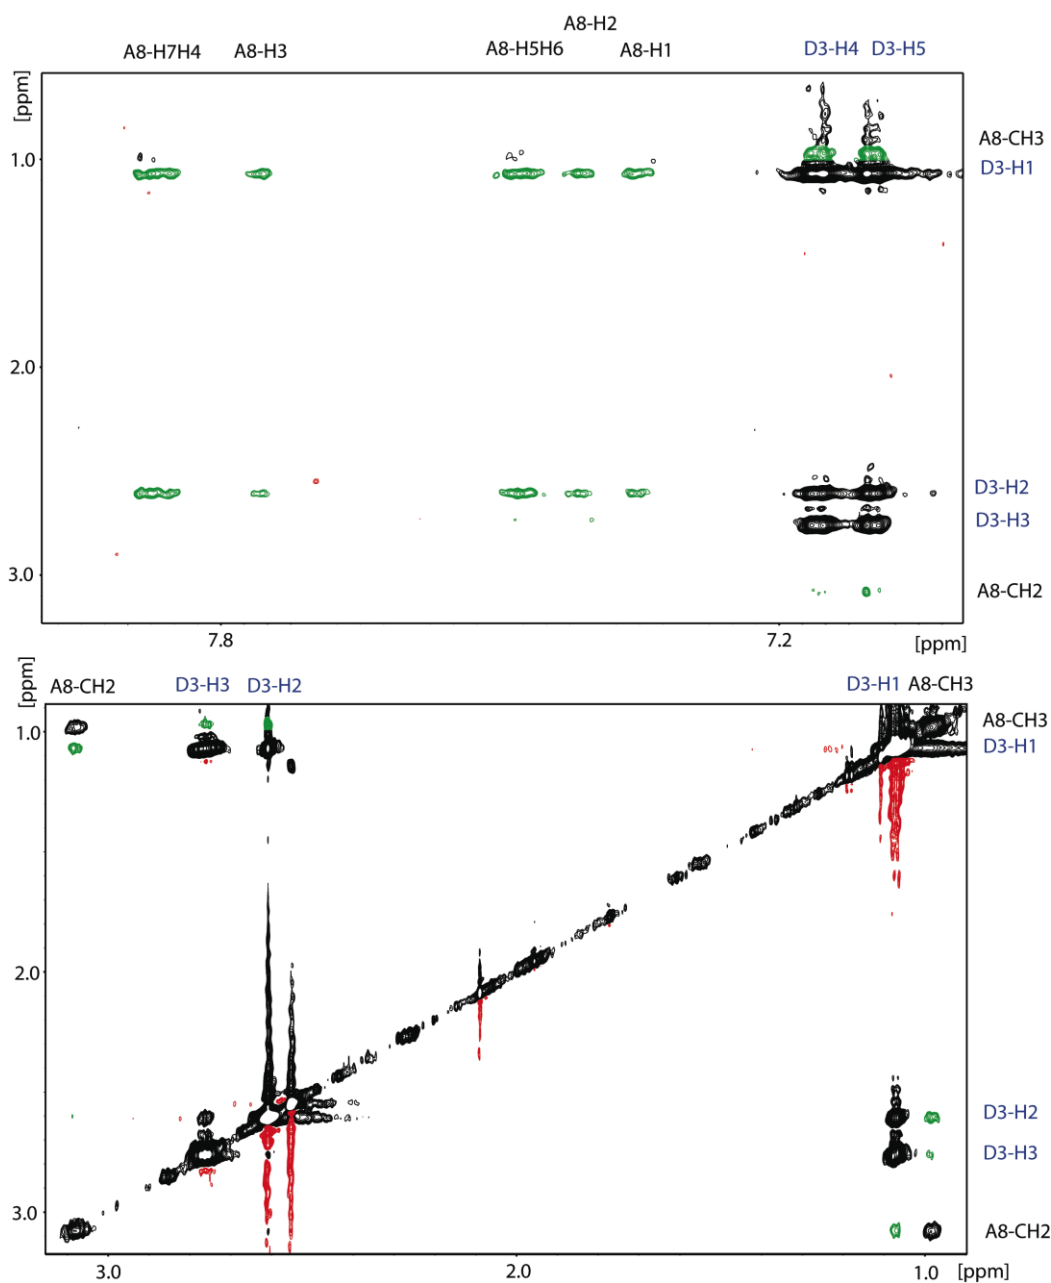 A8-H2
A8-H7H4 A8-H3 A8-H5H6 A8-H1 D3-H4 D3-H5
[ppm]
A8-CH3
1.0
D3-H1
2.0
D3-H2
D3-H3
3.0
A8-CH2
7.8 7.2 [ppm]
[ppm]
A8-CH2 D3-H3 D3-H2 D3-H1 A8-CH3
A8-CH3
1.0
D3-H1
2.0
D3-H2
D3-H3
3.0
A8-CH2
3.0 2.0 1.0 [ppm]